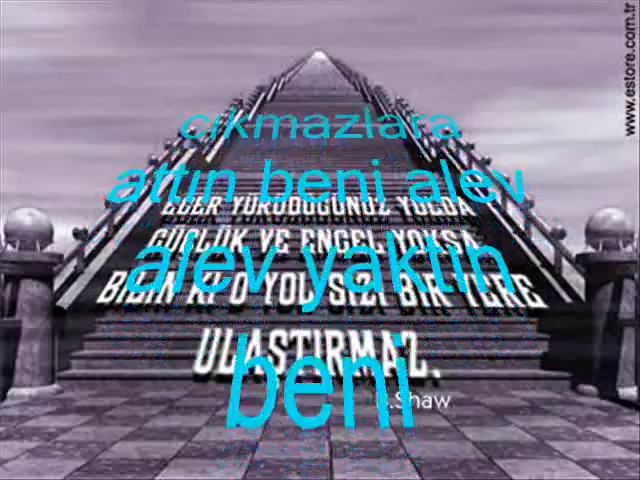 www.estore.com.tr
cıkmazlara
attın beni alev
alev yaktın
beni
EĞER YÜRÜDÜĞÜNÜZ YOLDA
GÜÇLÜK VE ENGEL YOKSA
BİLİN Kİ O YOL SİZİ BİR YERE
ULAŞTIRMAZ.
B.Shaw